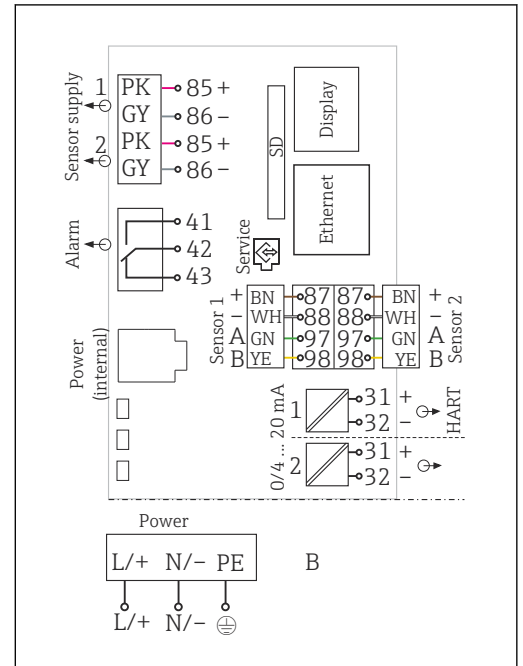 Sensor supply
1 PK 85 +
GY 86 –
2 PK 85 +
GY 86 –
Display
SD
Ethernet
Alarm
41
42
43
Service
Sensor 1
+ BN 87 87 BN +
– WH 88 88 WH –
A GN 97 97 GN A
B YE 98 98 YE B
Sensor 2
Power
(internal)
0/4 ... 20 mA
1 31 +
32 –
HART
2 31 +
32 –
Power
L/+ N/– PE
B
L/+ N/–